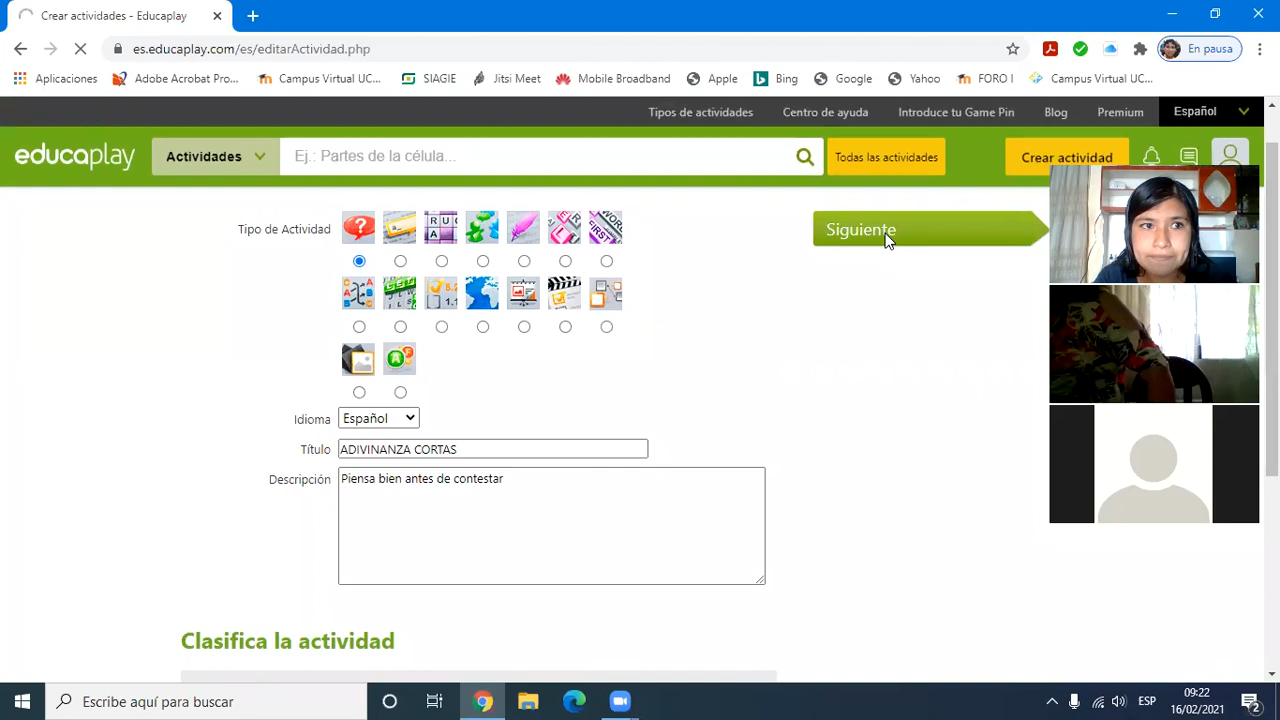 Crear actividades - Educaplay
es.educaplay.com/es/editarActividad.php
En pausa
Aplicaciones
Adobe Acrobat Pro...
Campus Virtual UC...
SIAGIE
Jitsi Meet
Mobile Broadband
Apple
Bing
Google
Yahoo
FORO I
Campus Virtual UC...
Tipos de actividades
Centro de ayuda
Introduce tu Game Pin
Blog
Premium
Español
educaplay
Actividades
Ej.: Partes de la célula...
Todas las actividades
Crear actividad
Tipo de Actividad
Siguiente
Idioma
Español
Título
ADIVINANZA CORTAS
Descripción
Piensa bien antes de contestar
Clasifica la actividad
Escribe aquí para buscar
ESP
09:22
16/02/2021
2